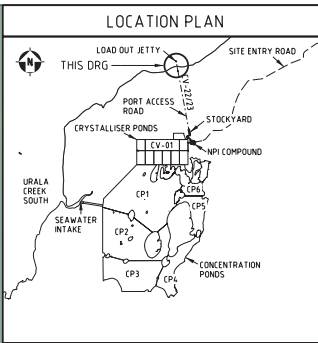 LOCATION PLAN
LOAD OUT JETTY
SITE ENTRY ROAD
THIS DRG
N
CV-22/23
PORT ACCESS
ROAD
STOCKYARD
CRYSTALLISER PONDS
CV-01
NPI COMPOUND
CP1
CP6
URALA
CREEK
SOUTH
CP5
SEAWATER
INTAKE
CP2
CONCENTRATION
PONDS
CP3
CP4